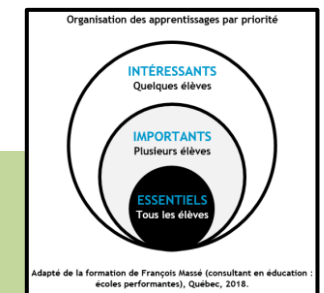 Organisation des apprentissages par priorité
INTÉRESSANTS
Quelques élèves
IMPORTANTS
Plusieurs élèves
ESSENTIELS
Tous les élèves
Adapté de la formation de François Massé (consultant en éducation :
écoles performantes), Québec, 2018.